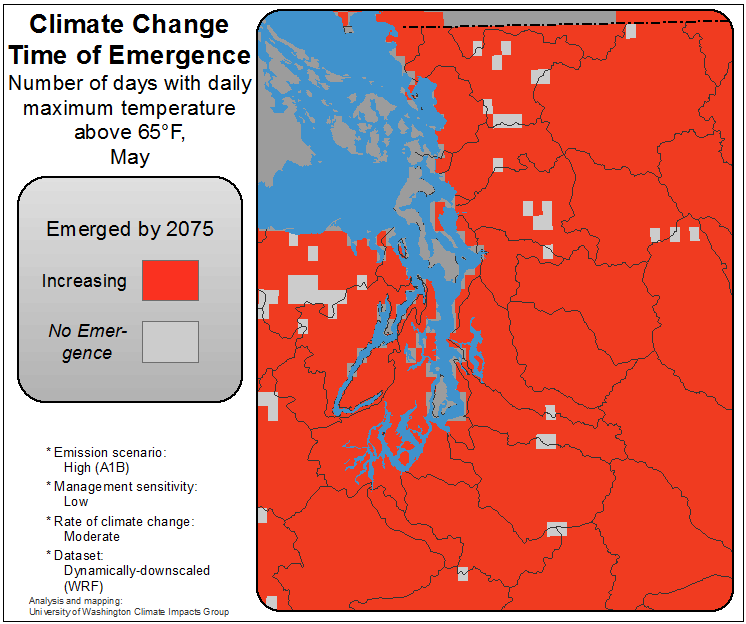 Climate Change
Time of Emergence
Number of days with daily
maximum temperature
above 65°F,
May
Emerged by 2075
Increasing
No Emer-
gence
* Emission scenario:
High (A1B)
* Management sensitivity:
Low
* Rate of climate change:
Moderate
* Dataset:
Dynamically-downscaled
(WRF)
Analysis and mapping:
University of Washington Climate Impacts Group